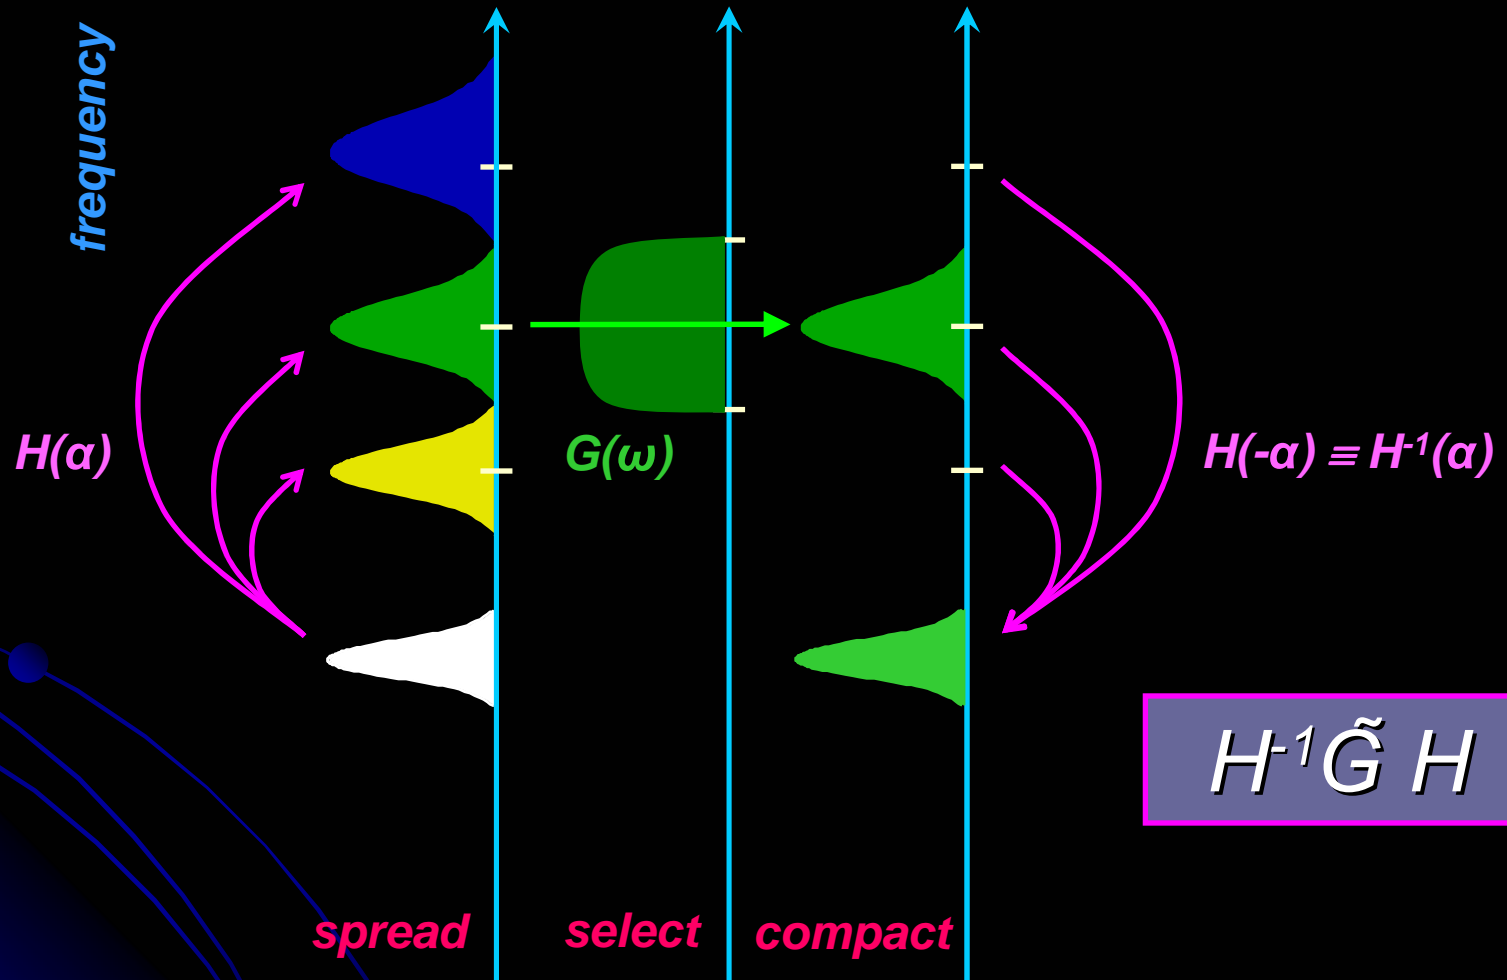 frequency
H(α)
G(ω)
H(-α) ≡ H⁻¹(α)
H⁻¹G̃ H
spread select compact